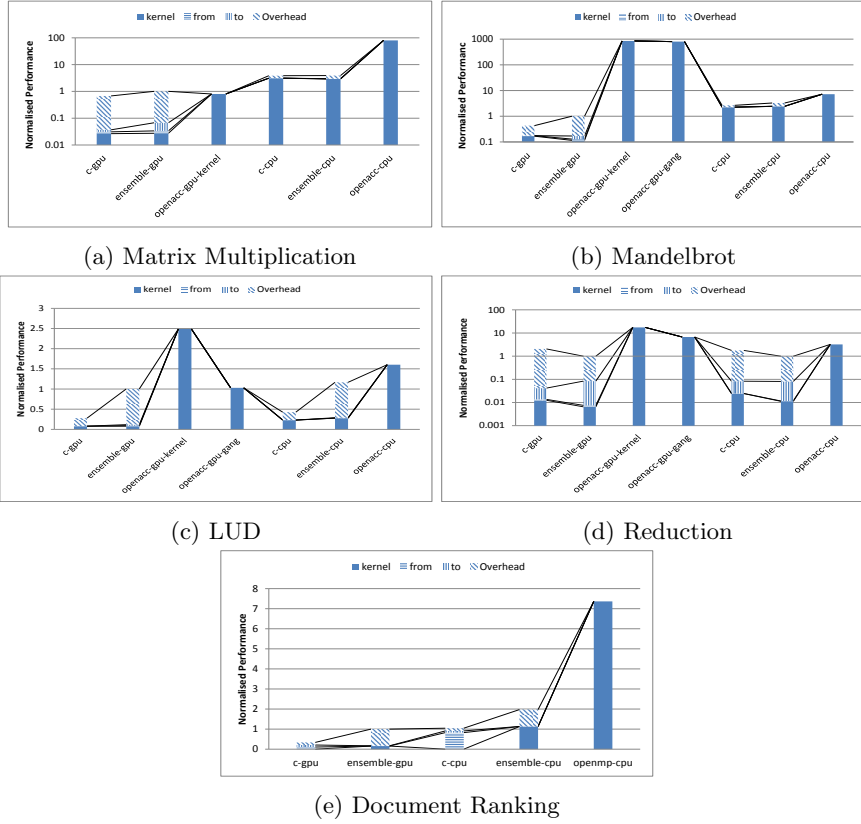 kernel from to Overhead
Normalised Performance
100
10
1
0.1
0.01
c-gpu
ensemble-gpu
openacc-gpu-kernel
c-cpu
ensemble-cpu
openacc-cpu
(a) Matrix Multiplication
kernel from to Overhead
Normalised Performanc
1000
100
10
1
0.1
c-gpu
ensemble-gpu
openacc-gpu-kernel
openacc-gpu-gang
c-cpu
ensemble-cpu
openacc-cpu
(b) Mandelbrot
kernel from to Overhead
Normalised Performance
3
2.5
2
1.5
1
0.5
0
c-gpu
ensemble-gpu
openacc-gpu-kernel
openacc-gpu-gang
c-cpu
ensemble-cpu
openacc-cpu
(c) LUD
kernel from to Overhead
Normalised Performance
100
10
1
0.1
0.01
0.001
c-gpu
ensemble-gpu
openacc-gpu-kernel
openacc-gpu-gang
c-cpu
ensemble-cpu
openacc-cpu
(d) Reduction
kernel from to Overhead
Normalised Performance
8
7
6
5
4
3
2
1
0
c-gpu ensemble-gpu c-cpu ensemble-cpu openmp-cpu
(e) Document Ranking